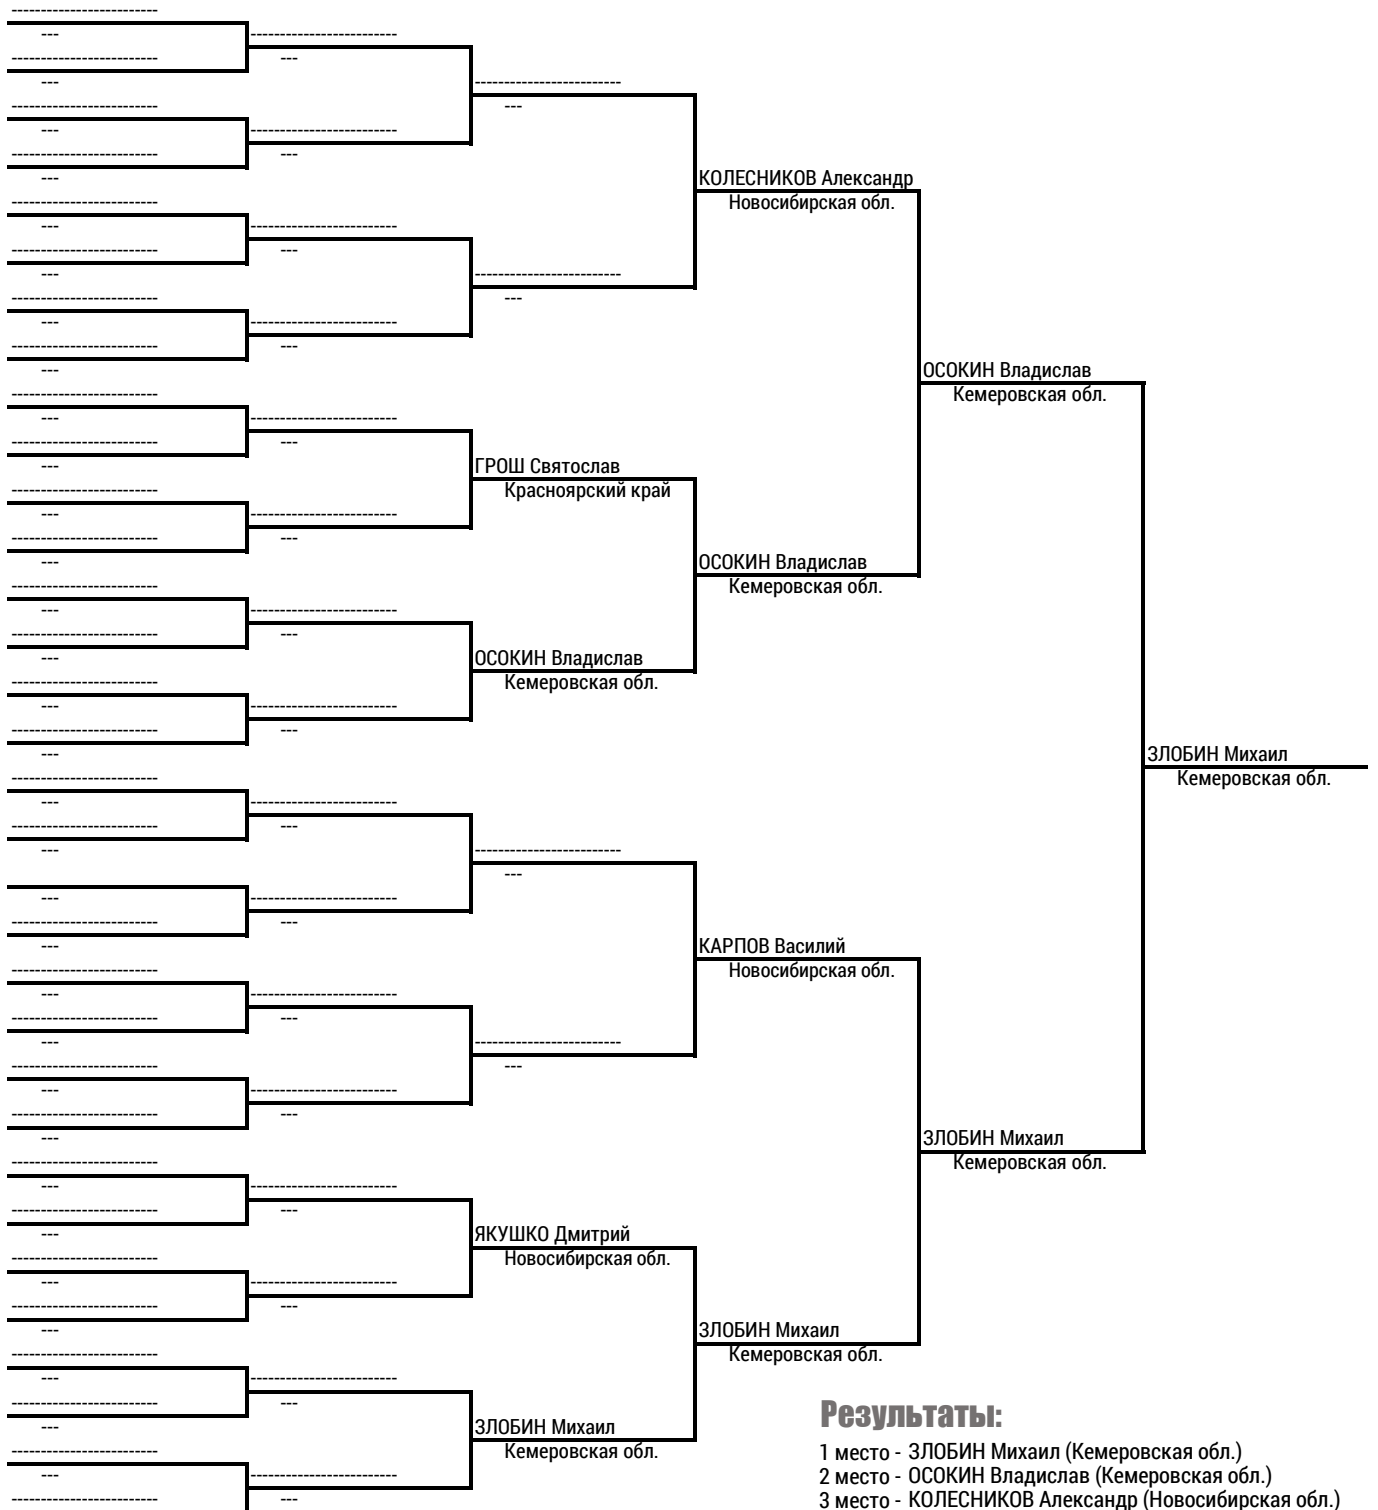 КОЛЕСНИКОВ Александр
Новосибирская обл.
ОСОКИН Владислав
Кемеровская обл.
ГРОШ Святослав
Красноярский край
ОСОКИН Владислав
Кемеровская обл.
ОСОКИН Владислав
Кемеровская обл.
ЗЛОБИН Михаил
Кемеровская обл.
КАРПОВ Василий
Новосибирская обл.
ЗЛОБИН Михаил
Кемеровская обл.
ЯКУШКО Дмитрий
Новосибирская обл.
ЗЛОБИН Михаил
Кемеровская обл.
ЗЛОБИН Михаил
Кемеровская обл.
Результаты:
1 место - ЗЛОБИН Михаил (Кемеровская обл.)
2 место - ОСОКИН Владислав (Кемеровская обл.)
3 место - КОЛЕСНИКОВ Александр (Новосибирская обл.)